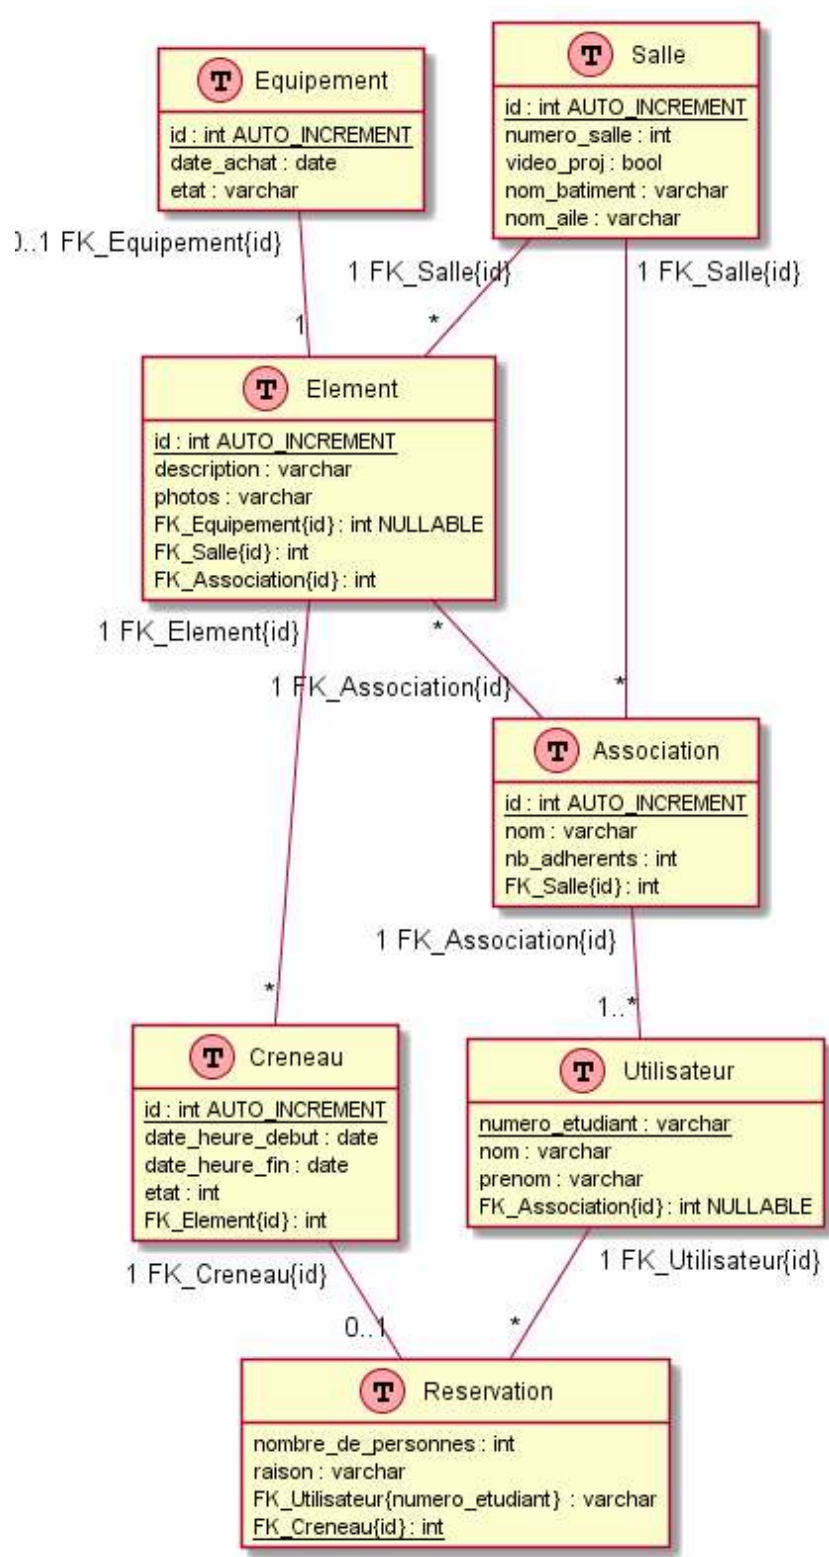 T Equipement
id : int AUTO_INCREMENT
date_achat : date
etat : varchar
T Salle
id : int AUTO_INCREMENT
numero_salle : int
video_proj : bool
nom_batiment : varchar
nom_aile : varchar
0..1 FK_Equipement{id}
1 FK_Salle{id}
1 FK_Salle{id}
1
*
T Element
id : int AUTO_INCREMENT
description : varchar
photos : varchar
FK_Equipement{id} : int NULLABLE
FK_Salle{id} : int
FK_Association{id} : int
1 FK_Element{id}
*
1 FK_Association{id}
*
T Association
id : int AUTO_INCREMENT
nom : varchar
nb_adherents : int
FK_Salle{id} : int
1 FK_Association{id}
*
1..*
T Creneau
id : int AUTO_INCREMENT
date_heure_debut : date
date_heure_fin : date
etat : int
FK_Element{id} : int
T Utilisateur
numero_etudiant : varchar
nom : varchar
prenom : varchar
FK_Association{id} : int NULLABLE
1 FK_Creneau{id}
1 FK_Utilisateur{id}
0..1
*
T Reservation
nombre_de_personnes : int
raison : varchar
FK_Utilisateur{numero_etudiant} : varchar
FK_Creneau{id} : int